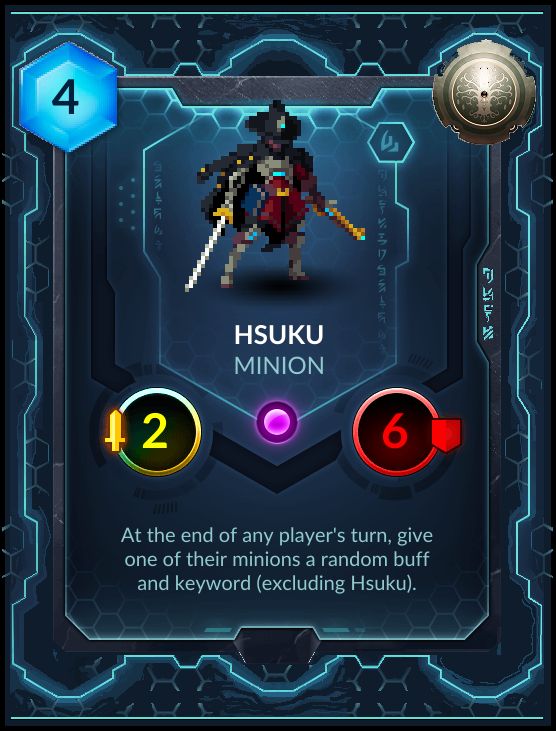 4
HSUKU
MINION
2
6
At the end of any player's turn, give
one of their minions a random buff
and keyword (excluding Hsuku).